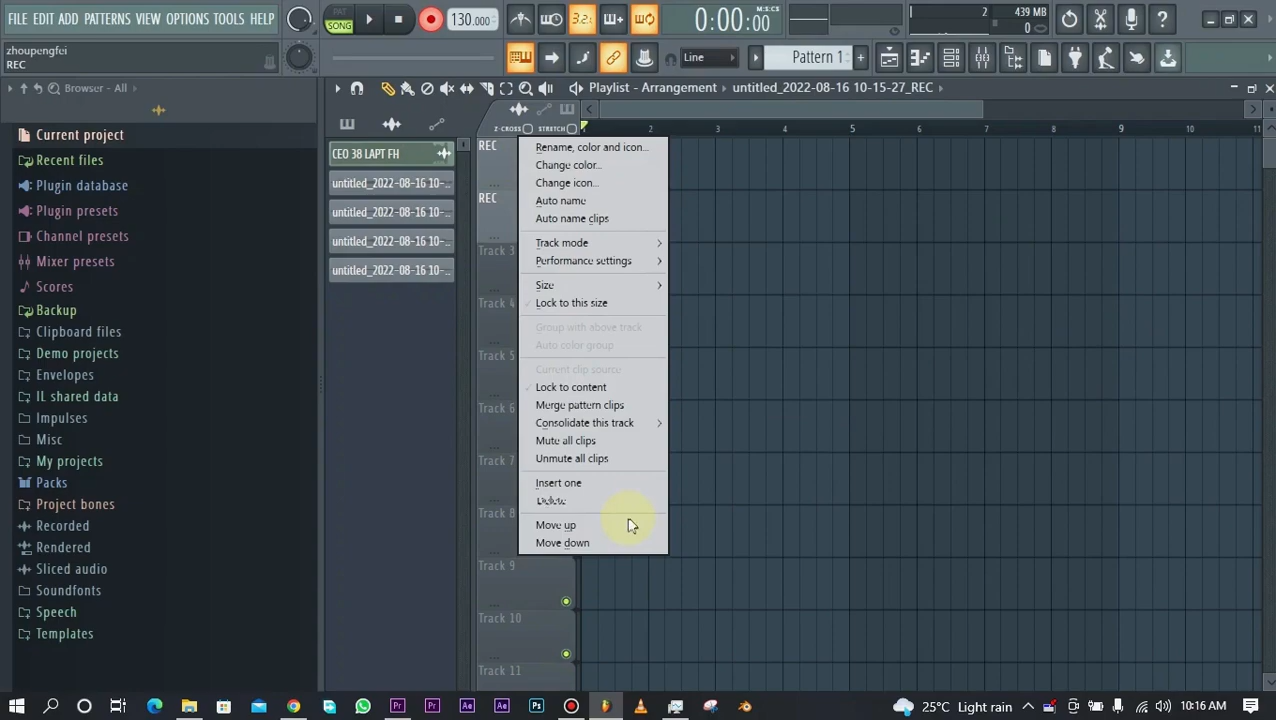 FILE EDIT ADD PATTERNS VIEW OPTIONS TOOLS HELP
PAT
SONG
130.000
3.2.
0:00:00
M:S:CS
2
439 MB
0
zhoupengfei
REC
Line
Pattern 1
Browser - All
Playlist - Arrangement
untitled_2022-08-16 10-15-27_REC
Z-CROSS
STRETCH
1 2 3 4 5 6 7 8 9 10 11
Current project
Recent files
Plugin database
Plugin presets
Channel presets
Mixer presets
Scores
Backup
Clipboard files
Demo projects
Envelopes
IL shared data
Impulses
Misc
My projects
Packs
Project bones
Recorded
Rendered
Sliced audio
Soundfonts
Speech
Templates
CEO 38 LAPT FH
untitled_2022-08-16 10-...
untitled_2022-08-16 10-...
untitled_2022-08-16 10-...
untitled_2022-08-16 10-...
REC
REC
Track 3
Track 4
Track 5
Track 6
Track 7
Track 8
Track 9
Track 10
Track 11
Rename, color and icon...
Change color...
Change icon...
Auto name
Auto name clips
Track mode
Performance settings
Size
Lock to this size
Group with above track
Auto color group
Current clip source
Lock to content
Merge pattern clips
Consolidate this track
Mute all clips
Unmute all clips
Insert one
Delete
Move up
Move down
25°C Light rain
10:16 AM